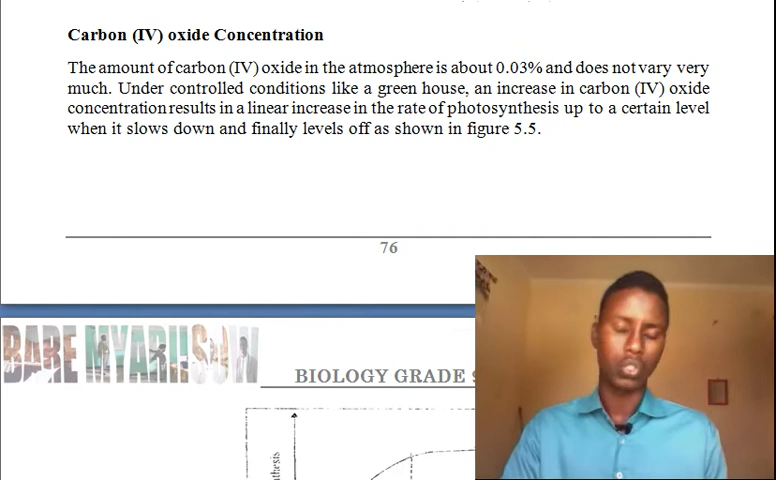 Carbon (IV) oxide Concentration
The amount of carbon (IV) oxide in the atmosphere is about 0.03% and does not vary very
much. Under controlled conditions like a green house, an increase in carbon (IV) oxide
concentration results in a linear increase in the rate of photosynthesis up to a certain level
when it slows down and finally levels off as shown in figure 5.5.
76
BARE
BIOLOGY GRADE
thesis